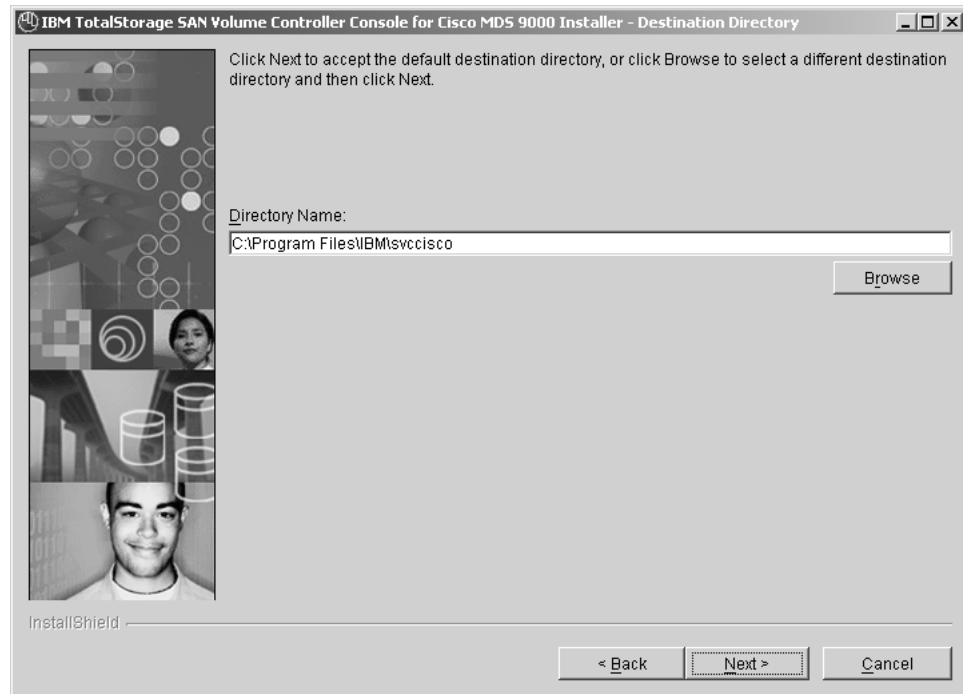 IBM TotalStorage SAN Volume Controller Console for Cisco MDS 9000 Installer - Destination Directory
Click Next to accept the default destination directory, or click Browse to select a different destination
directory and then click Next.
Directory Name:
C:\Program Files\IBM\svccisco
Browse
InstallShield
< Back
Next >
Cancel